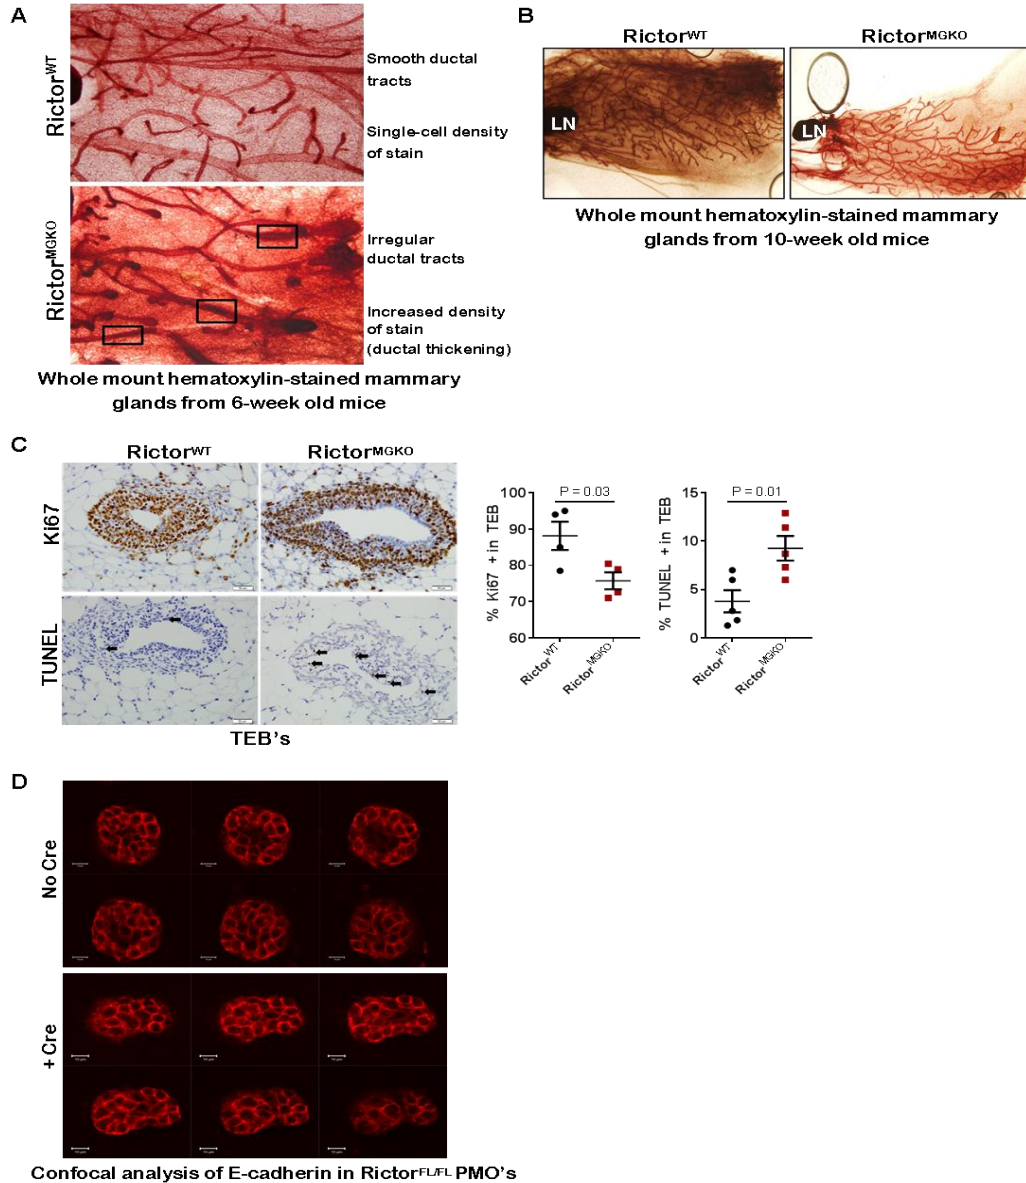 A
Rictor^WT
Smooth ductal
tracts
Single-cell density
of stain
Rictor^MGKO
Irregular
ductal tracts
Increased density
of stain
(ductal thickening)
Whole mount hematoxylin-stained mammary
glands from 6-week old mice
B
Rictor^WT
Rictor^MGKO
LN
LN
Whole mount hematoxylin-stained mammary
glands from 10-week old mice
C
Rictor^WT
Rictor^MGKO
Ki67
TUNEL
TEB's
% Ki67 + in TEB
100
90
80
70
60
P = 0.03
Rictor^WT
Rictor^MGKO
% TUNEL + in TEB
15
10
5
0
P = 0.01
Rictor^WT
Rictor^MGKO
D
No Cre
+ Cre
Confocal analysis of E-cadherin in Rictor^FL/FL PMO's